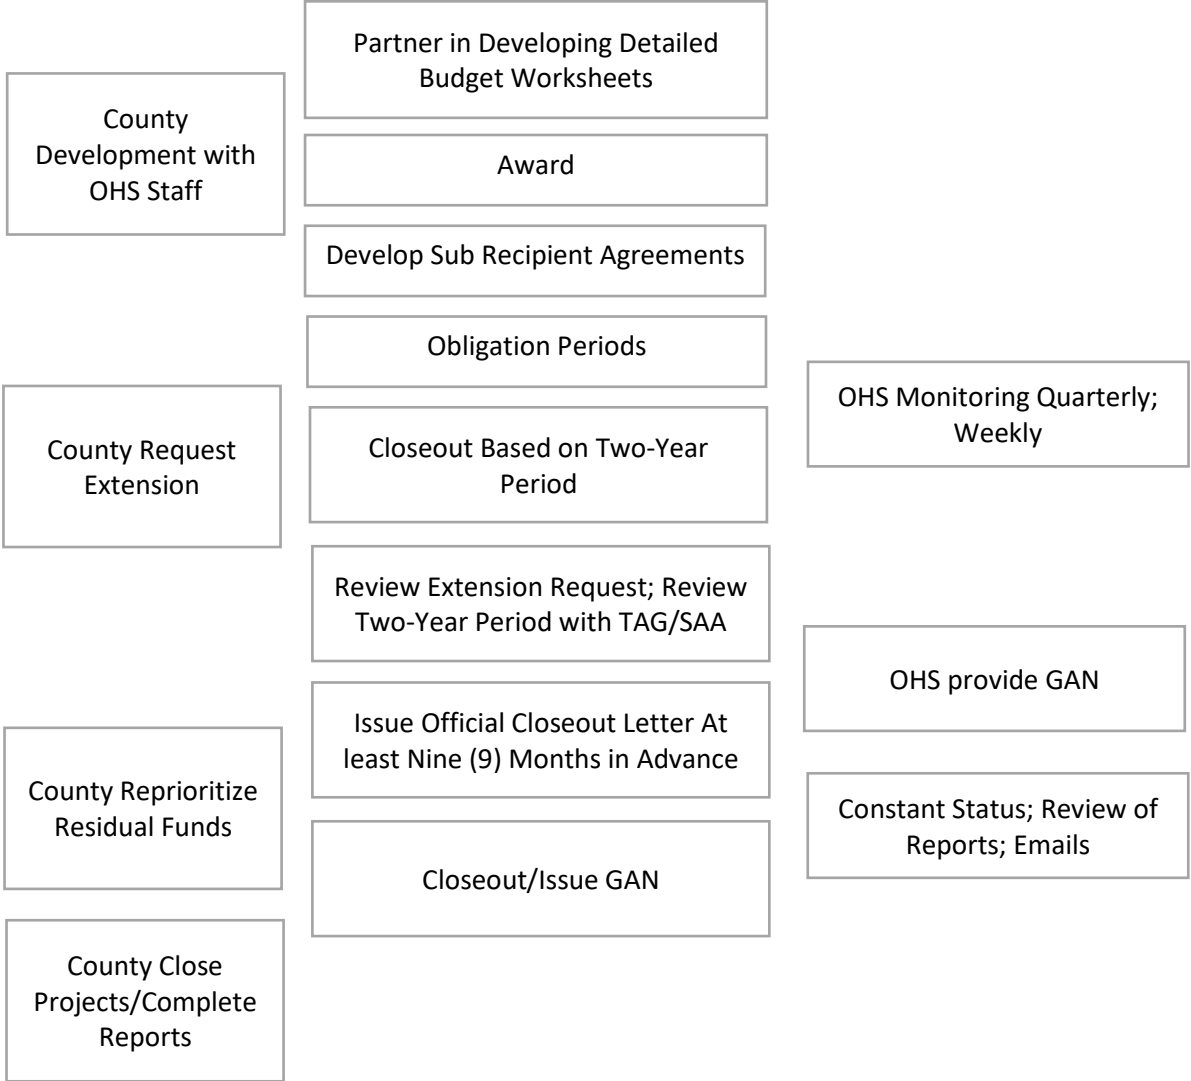 Partner in Developing Detailed
Budget Worksheets
County
Development with
OHS Staff
Award
Develop Sub Recipient Agreements
Obligation Periods
OHS Monitoring Quarterly;
Weekly
County Request
Extension
Closeout Based on Two-Year
Period
Review Extension Request; Review
Two-Year Period with TAG/SAA
OHS provide GAN
Issue Official Closeout Letter At
least Nine (9) Months in Advance
County Reprioritize
Residual Funds
Constant Status; Review of
Reports; Emails
Closeout/Issue GAN
County Close
Projects/Complete
Reports